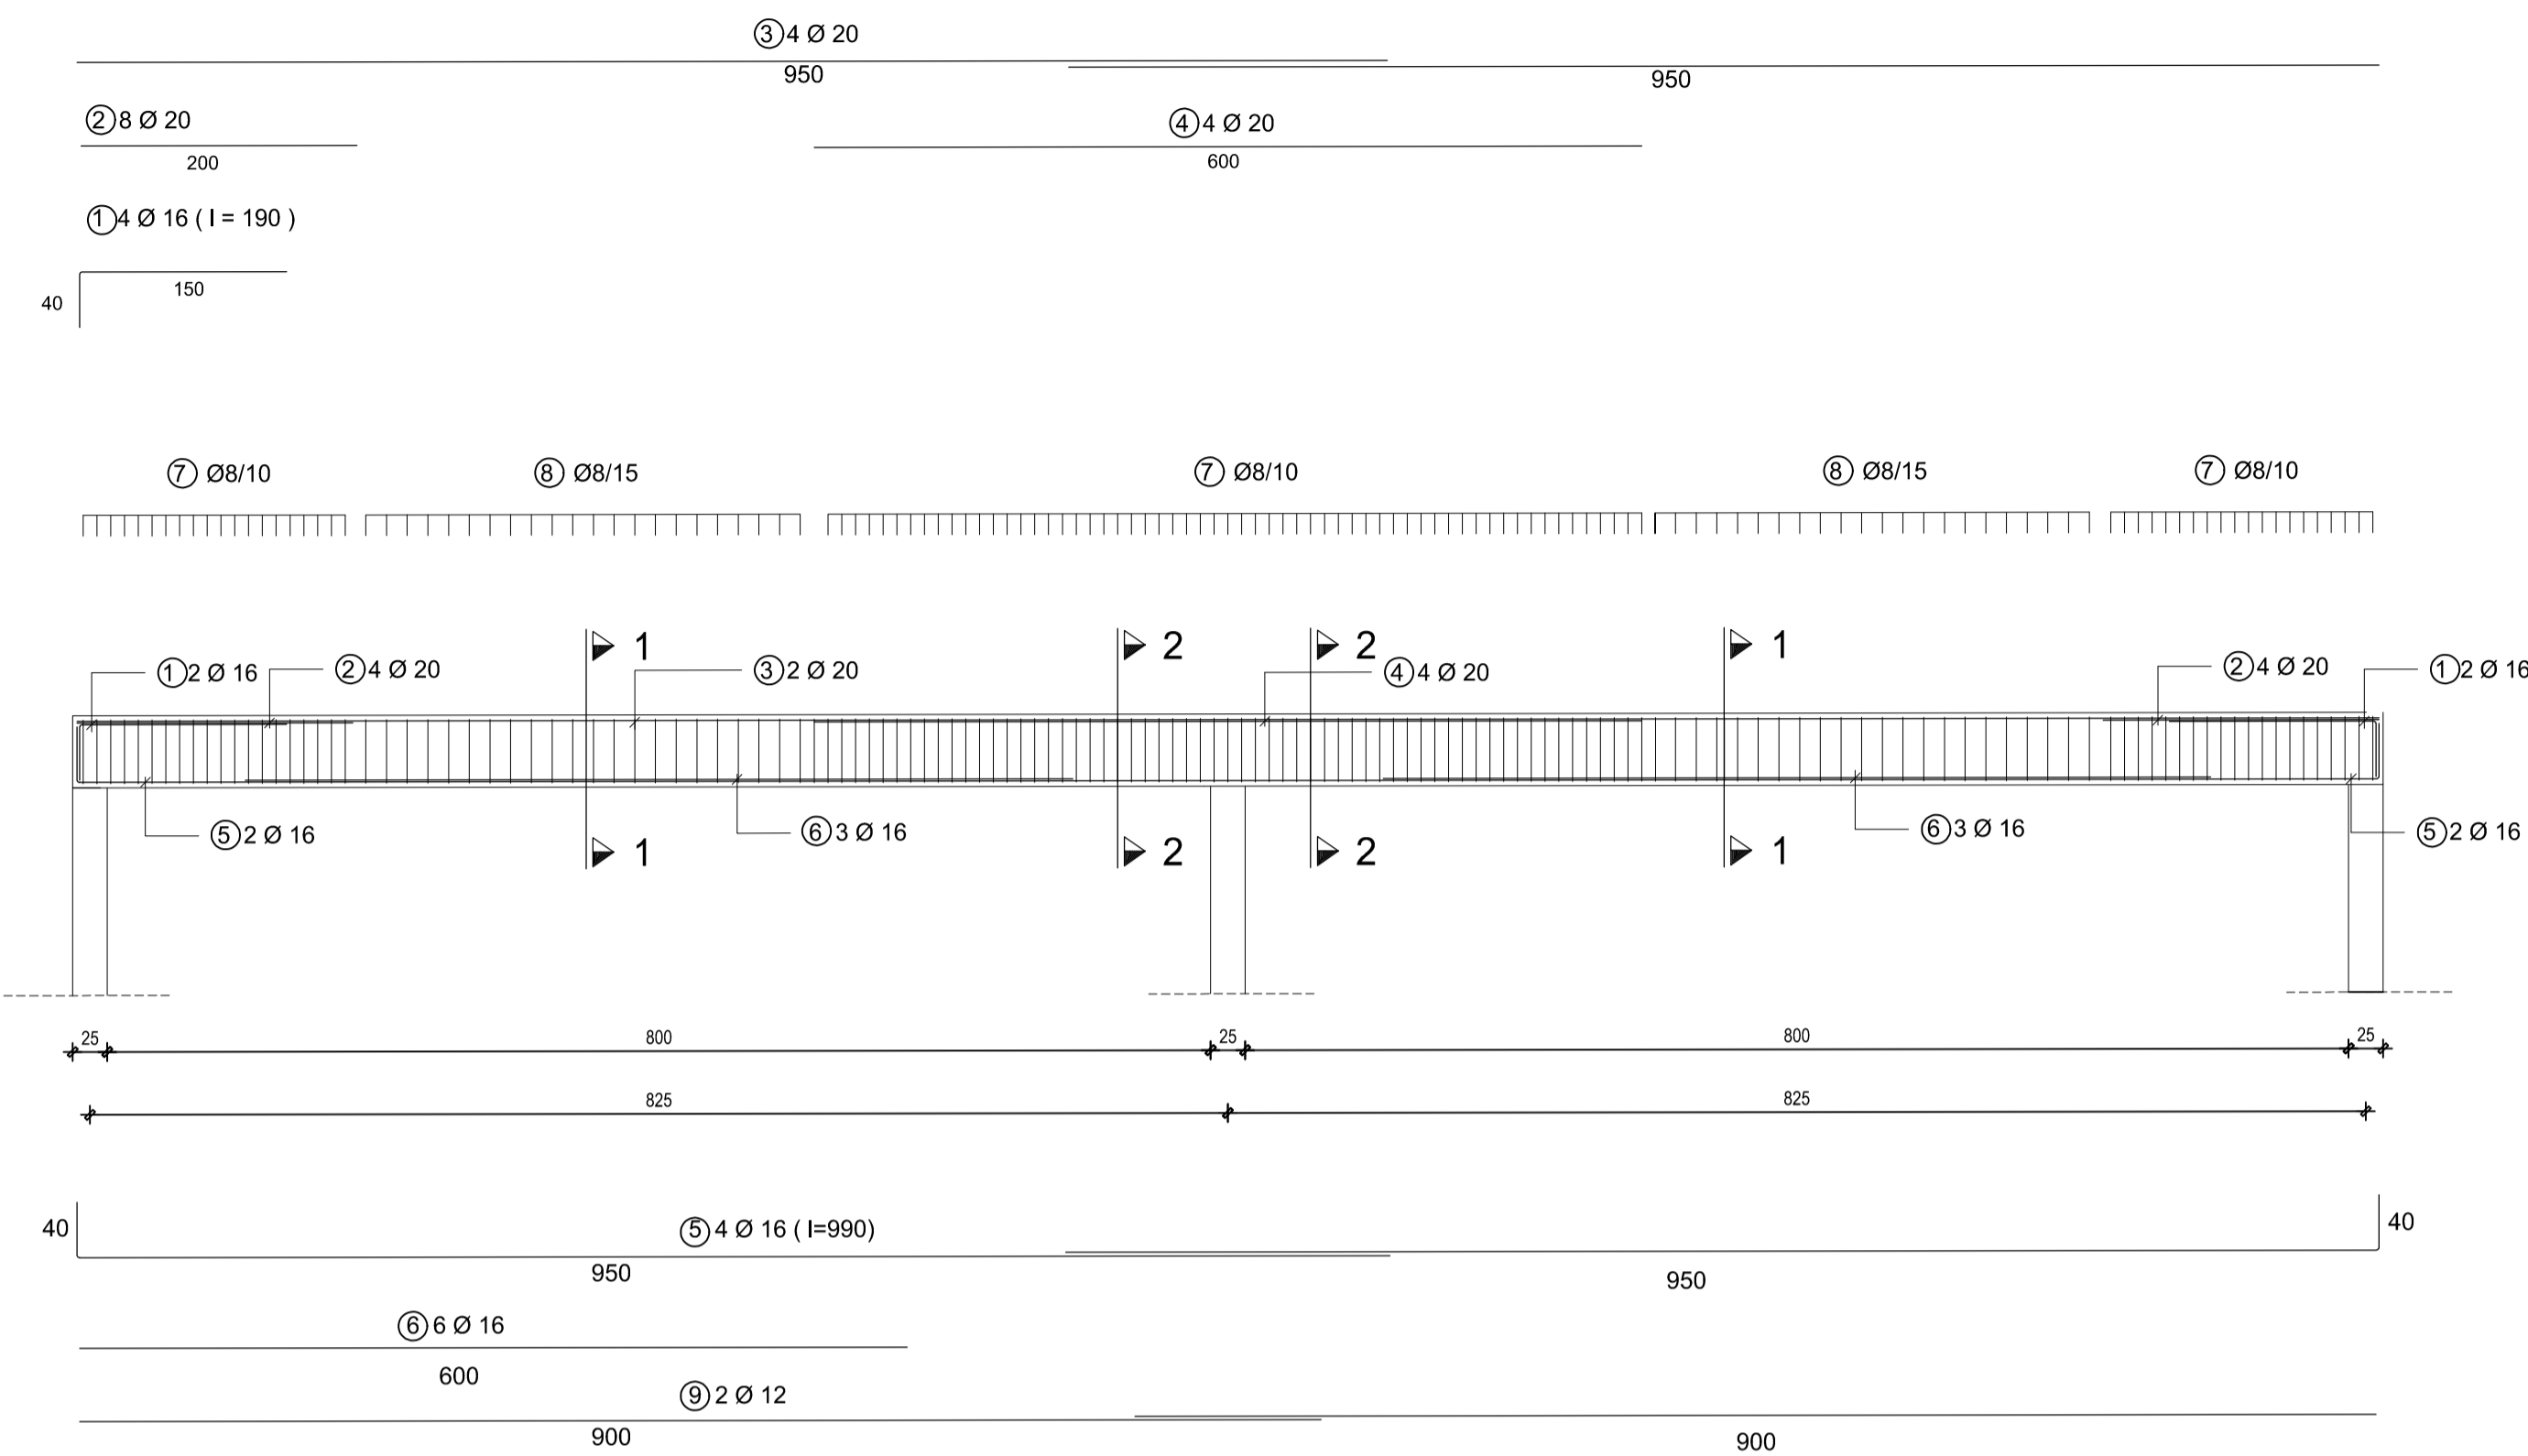 ③4 Ø 20
950
950
②8 Ø 20
④4 Ø 20
200
600
①4 Ø 16 ( l = 190 )
150
40
⑦ Ø8/10
⑧ Ø8/15
⑦ Ø8/10
⑧ Ø8/15
⑦ Ø8/10
1
2
2
1
①2 Ø 16
②4 Ø 20
③2 Ø 20
④4 Ø 20
②4 Ø 20
①2 Ø 16
⑤2 Ø 16
1
⑥3 Ø 16
2
2
1
⑥3 Ø 16
⑤2 Ø 16
25
800
25
800
25
825
825
40
⑤4 Ø 16 ( l=990)
40
950
950
⑥6 Ø 16
600
⑨2 Ø 12
900
900